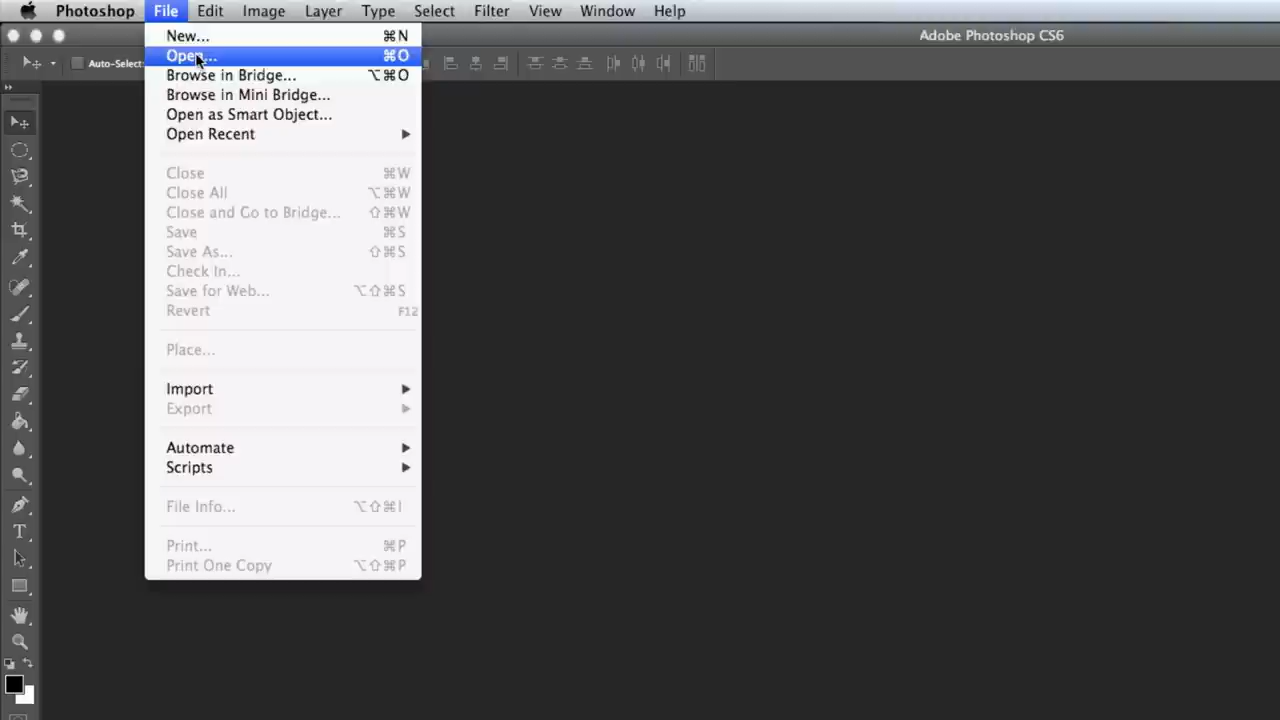 Photoshop File Edit Image Layer Type Select Filter View Window Help
Adobe Photoshop CS6
Auto-Select:
New... ⌘N
Open... ⌘O
Browse in Bridge... ⌥⌘O
Browse in Mini Bridge...
Open as Smart Object...
Open Recent
Close ⌘W
Close All ⌥⌘W
Close and Go to Bridge... ⇧⌘W
Save ⌘S
Save As... ⇧⌘S
Check In...
Save for Web... ⌥⇧⌘S
Revert F12
Place...
Import
Export
Automate
Scripts
File Info... ⌥⇧⌘I
Print... ⌘P
Print One Copy ⌥⇧⌘P